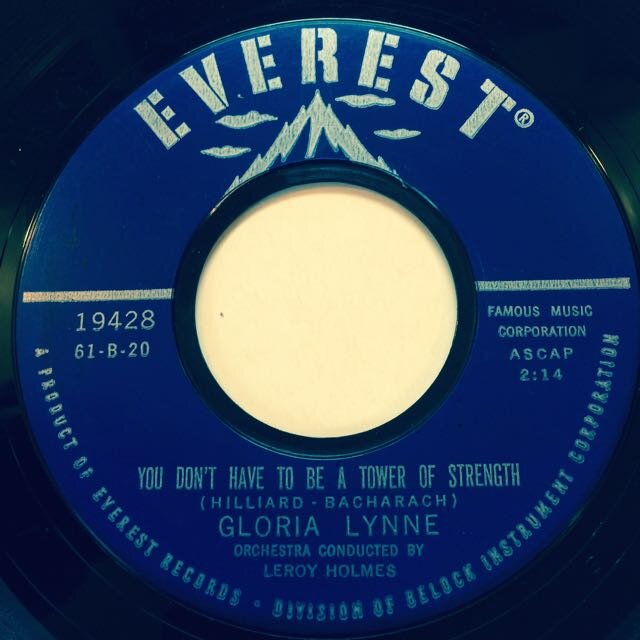 EVEREST®
19428
61-B-20
FAMOUS MUSIC
CORPORATION
ASCAP
2:14
YOU DON'T HAVE TO BE A TOWER OF STRENGTH
(HILLIARD - BACHARACH)
GLORIA LYNNE
ORCHESTRA CONDUCTED BY
LEROY HOLMES
A PRODUCT OF EVEREST RECORDS · DIVISION OF BELOCK INSTRUMENT CORPORATION